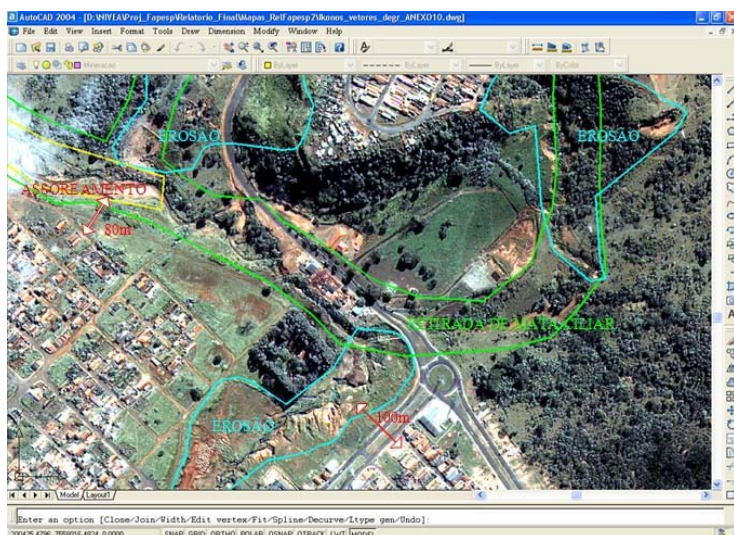 AutoCAD 2004 - [D:\NIVEA\Proj_Fapesp\Relatorio_Final\Mapas_RelFapesp2\Ikonos_vetores_degr_ANEXO10.dwg]
File Edit View Insert Format Tools Draw Dimension Modify Window Help
Mineracao ByLayer ByLayer ByLayer ByColor
EROSÃO
EROSÃO
ASSOREAMENTO
80m
RETIRADA DE MATA CILIAR
100m
EROSÃO
Model Layout1
Enter an option [Close/Join/Width/Edit vertex/Fit/Spline/Decurve/Ltype gen/Undo]:
SNAP GRID ORTHO POLAR OSNAP OTRACK LWT MODEL